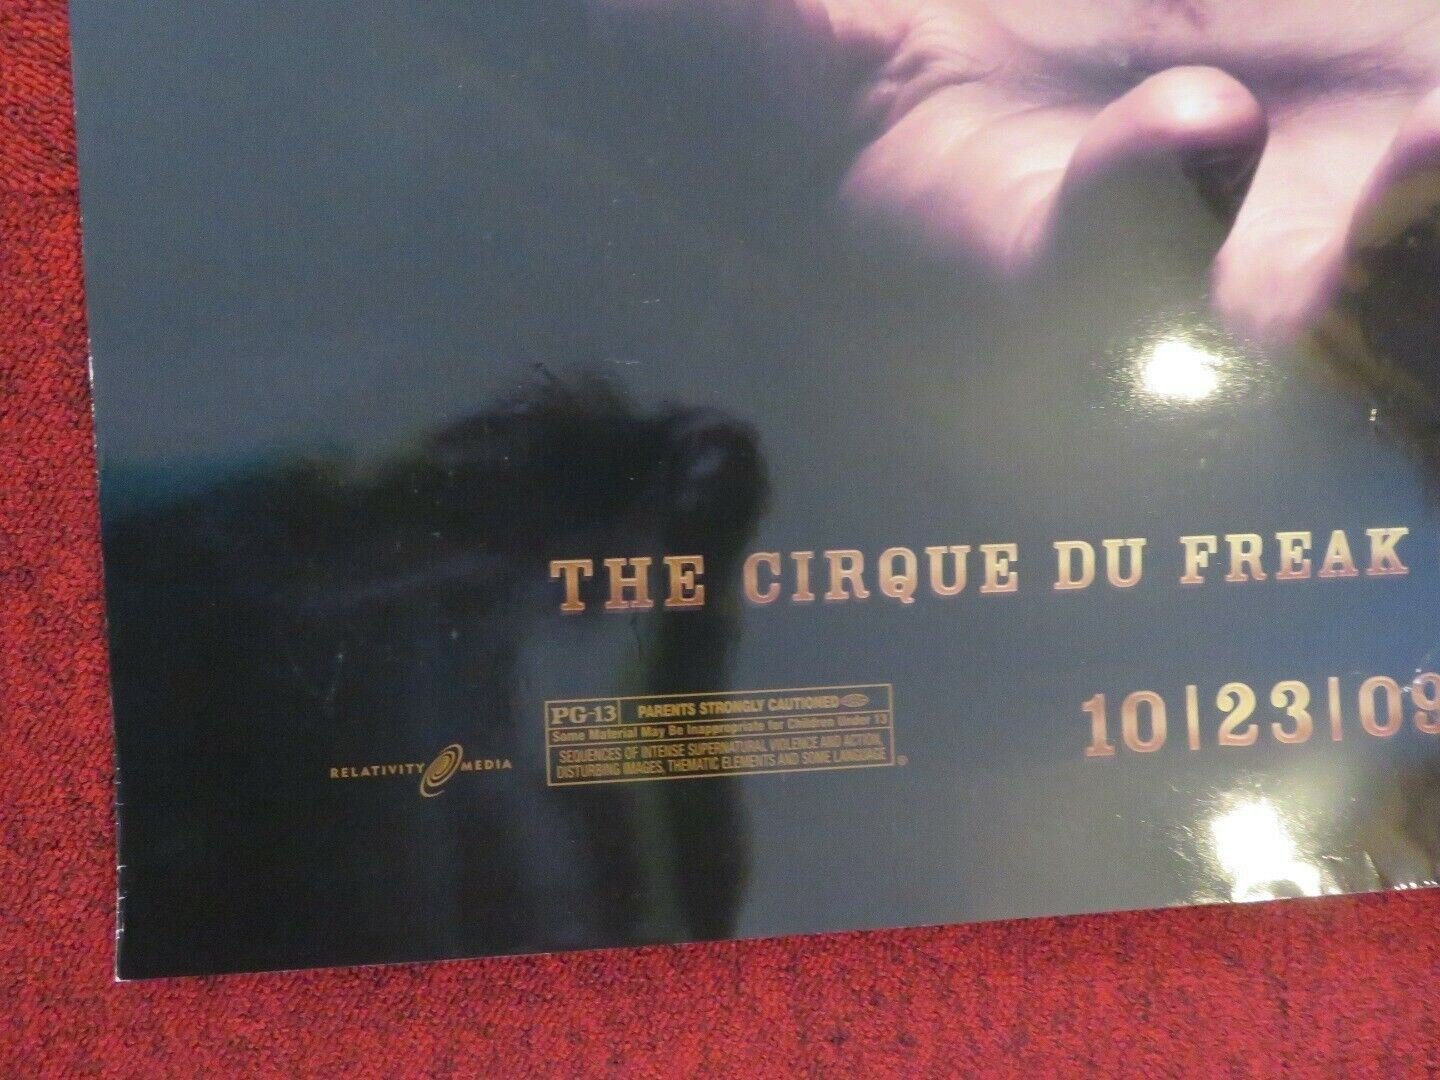 THE CIRQUE DU FREAK
10|23|09
PG-13 PARENTS STRONGLY CAUTIONED
Some Material May Be Inappropriate for Children Under 13
SEQUENCES OF INTENSE SUPERNATURAL VIOLENCE AND ACTION,
DISTURBING IMAGES, THEMATIC ELEMENTS AND SOME LANGUAGE
RELATIVITY MEDIA